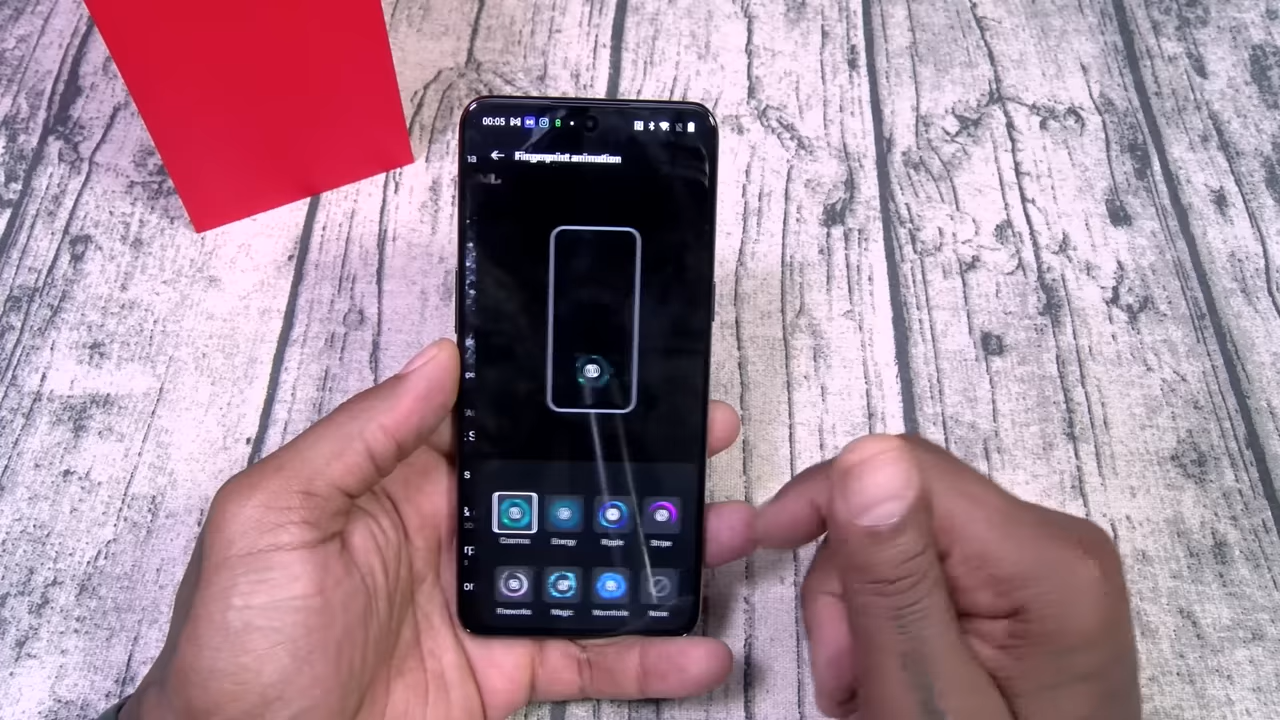 00:05
Fingerprint animation
Cosmos Energy Ripple Stripe
Fireworks Magic Wormhole None